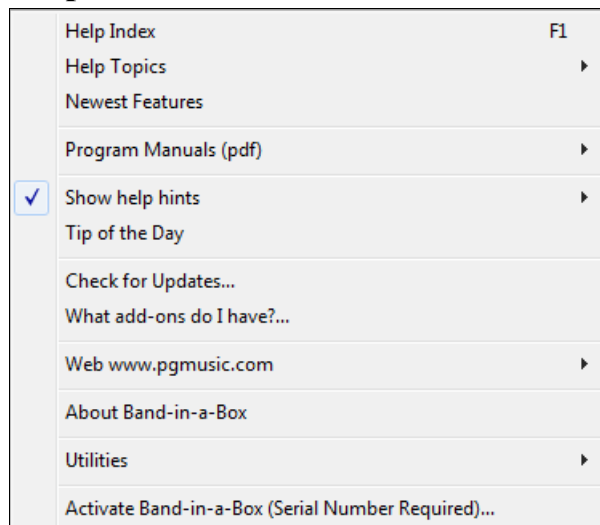 Help Index F1
Help Topics
Newest Features
Program Manuals (pdf)
Show help hints
Tip of the Day
Check for Updates...
What add-ons do I have?...
Web www.pgmusic.com
About Band-in-a-Box
Utilities
Activate Band-in-a-Box (Serial Number Required)...